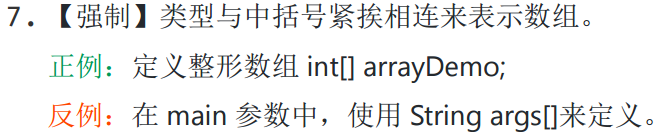 7. 【强制】类型与中括号紧挨相连来表示数组。
正例：定义整形数组 int[] arrayDemo;
反例：在 main 参数中，使用 String args[]来定义。